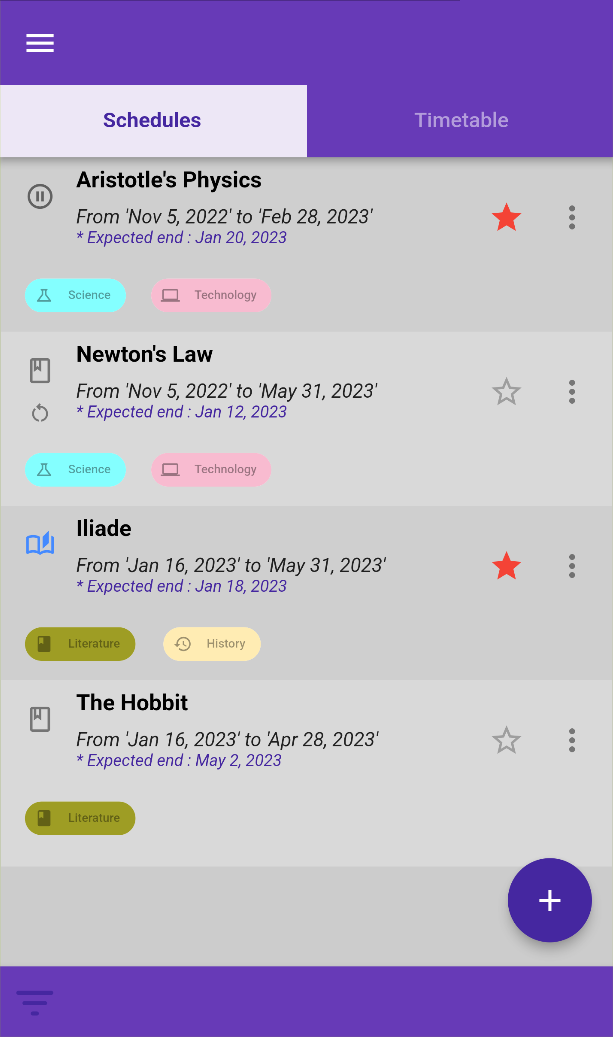 Schedules
Timetable
Aristotle's Physics
From 'Nov 5, 2022' to 'Feb 28, 2023'
* Expected end : Jan 20, 2023
Science
Technology
Newton's Law
From 'Nov 5, 2022' to 'May 31, 2023'
* Expected end : Jan 12, 2023
Science
Technology
Iliade
From 'Jan 16, 2023' to 'May 31, 2023'
* Expected end : Jan 18, 2023
Literature
History
The Hobbit
From 'Jan 16, 2023' to 'Apr 28, 2023'
* Expected end : May 2, 2023
Literature